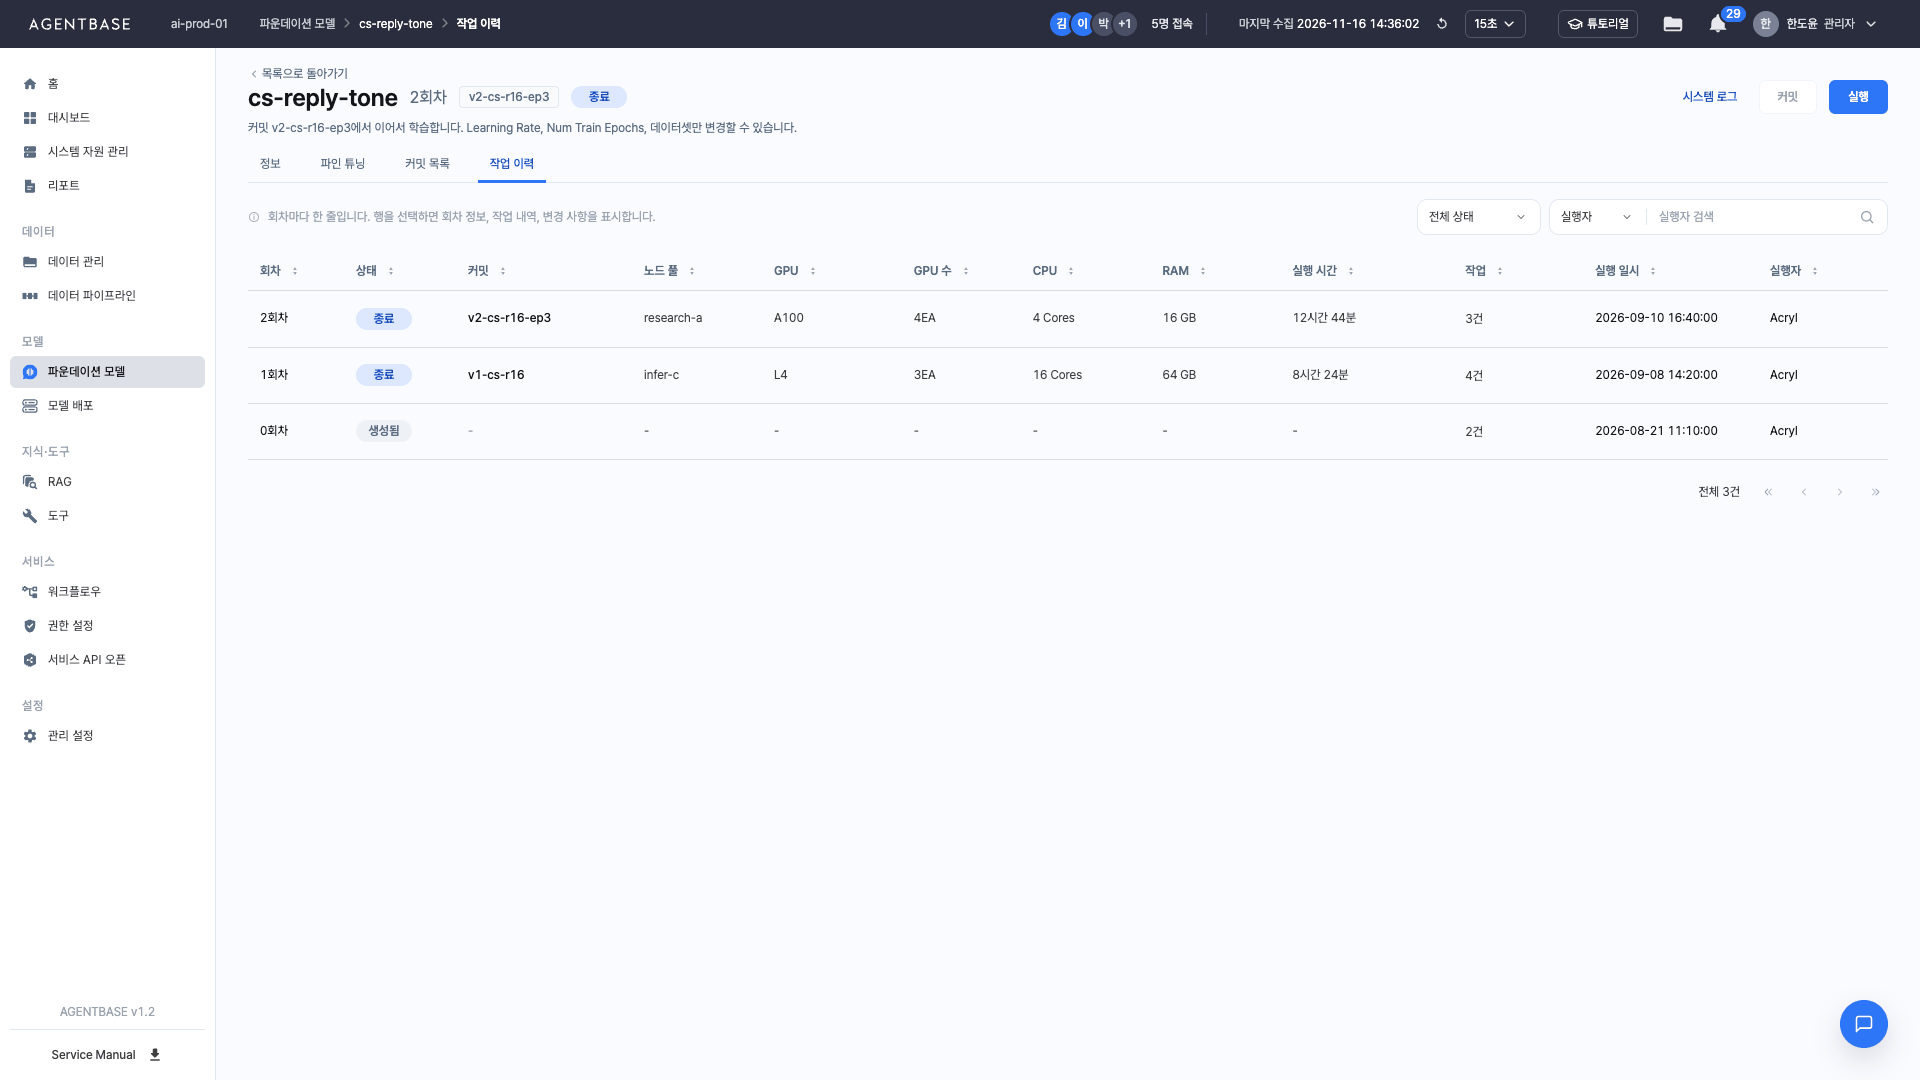 AGENTBASE ai-prod-01 파운데이션 모델 cs-reply-tone 작업 이력 김 이 박 +1 5명 접속 마지막 수집 2026-11-16 14:36:02 15초 튜토리얼 29 한 한도윤 관리자
홈
대시보드
시스템 자원 관리
리포트
데이터
데이터 관리
데이터 파이프라인
모델
파운데이션 모델
모델 배포
지식·도구
RAG
도구
서비스
워크플로우
권한 설정
서비스 API 오픈
설정
관리 설정
AGENTBASE v1.2
Service Manual
목록으로 돌아가기
cs-reply-tone 2회차 v2-cs-r16-ep3 종료
시스템 로그 커밋 실행
커밋 v2-cs-r16-ep3에서 이어서 학습합니다. Learning Rate, Num Train Epochs, 데이터셋만 변경할 수 있습니다.
정보 파인 튜닝 커밋 목록 작업 이력
회차마다 한 줄입니다. 행을 선택하면 회차 정보, 작업 내역, 변경 사항을 표시합니다.
전체 상태 실행자 실행자 검색
회차 상태 커밋 노드 풀 GPU GPU 수 CPU RAM 실행 시간 작업 실행 일시 실행자
2회차 종료 v2-cs-r16-ep3 research-a A100 4EA 4 Cores 16 GB 12시간 44분 3건 2026-09-10 16:40:00 Acryl
1회차 종료 v1-cs-r16 infer-c L4 3EA 16 Cores 64 GB 8시간 24분 4건 2026-09-08 14:20:00 Acryl
0회차 생성됨 - - - - - - - 2건 2026-08-21 11:10:00 Acryl
전체 3건